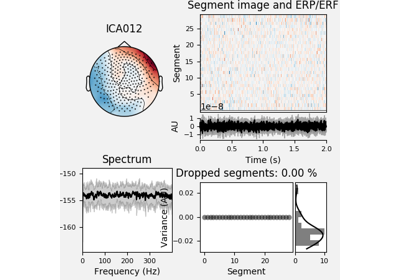 ICA012
Segment image and ERP/ERF
Segment
25
20
15
10
5
1e−8
AU
1
0
−1
0.0 0.5 1.0 1.5 2.0
Time (s)
Spectrum
−150
−155
−160
0 100 200 300
Frequency (Hz)
Dropped segments: 0.00 %
Variance (AU)
0.02
0.00
−0.02
0 10 20
Segment
0 10